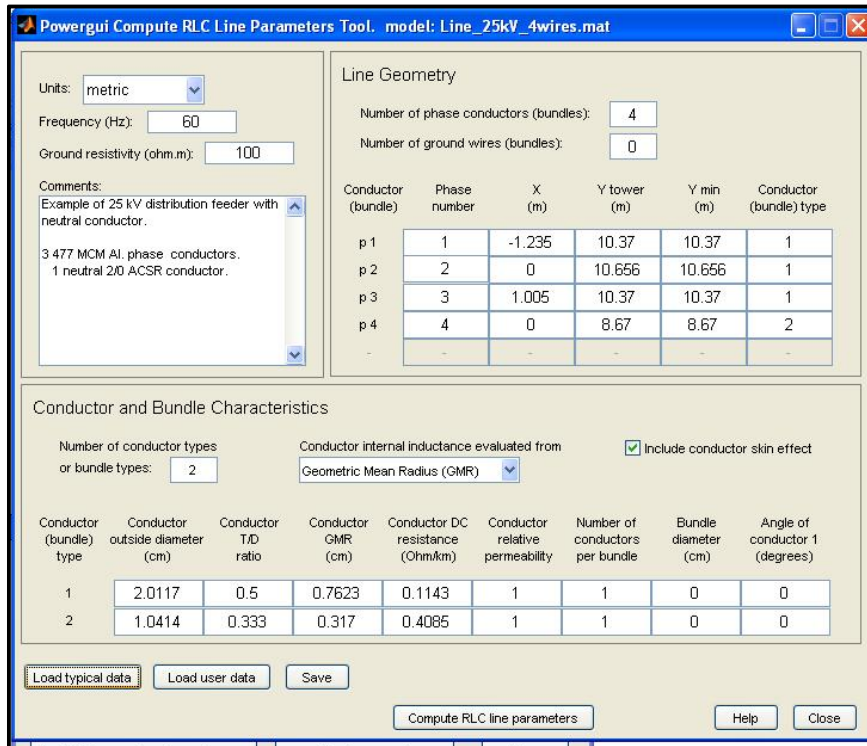 Powergui Compute RLC Line Parameters Tool. model: Line_25kV_4wires.mat
Units: metric
Frequency (Hz): 60
Ground resistivity (ohm.m): 100
Comments:
Example of 25 kV distribution feeder with
neutral conductor.
3 477 MCM Al. phase conductors.
1 neutral 2/0 ACSR conductor.
Line Geometry
Number of phase conductors (bundles): 4
Number of ground wires (bundles): 0
Conductor Phase X Y tower Y min Conductor
(bundle) number (m) (m) (m) (bundle) type
p 1 1 -1.235 10.37 10.37 1
p 2 2 0 10.656 10.656 1
p 3 3 1.005 10.37 10.37 1
p 4 4 0 8.67 8.67 2
- - - - - -
Conductor and Bundle Characteristics
Number of conductor types
or bundle types: 2
Conductor internal inductance evaluated from
Geometric Mean Radius (GMR)
Include conductor skin effect
Conductor Conductor Conductor Conductor Conductor DC Conductor Number of Bundle Angle of
(bundle) outside diameter T/D GMR resistance relative conductors diameter conductor 1
type (cm) ratio (cm) (Ohm/km) permeability per bundle (cm) (degrees)
1 2.0117 0.5 0.7623 0.1143 1 1 0 0
2 1.0414 0.333 0.317 0.4085 1 1 0 0
Load typical data Load user data Save
Compute RLC line parameters Help Close